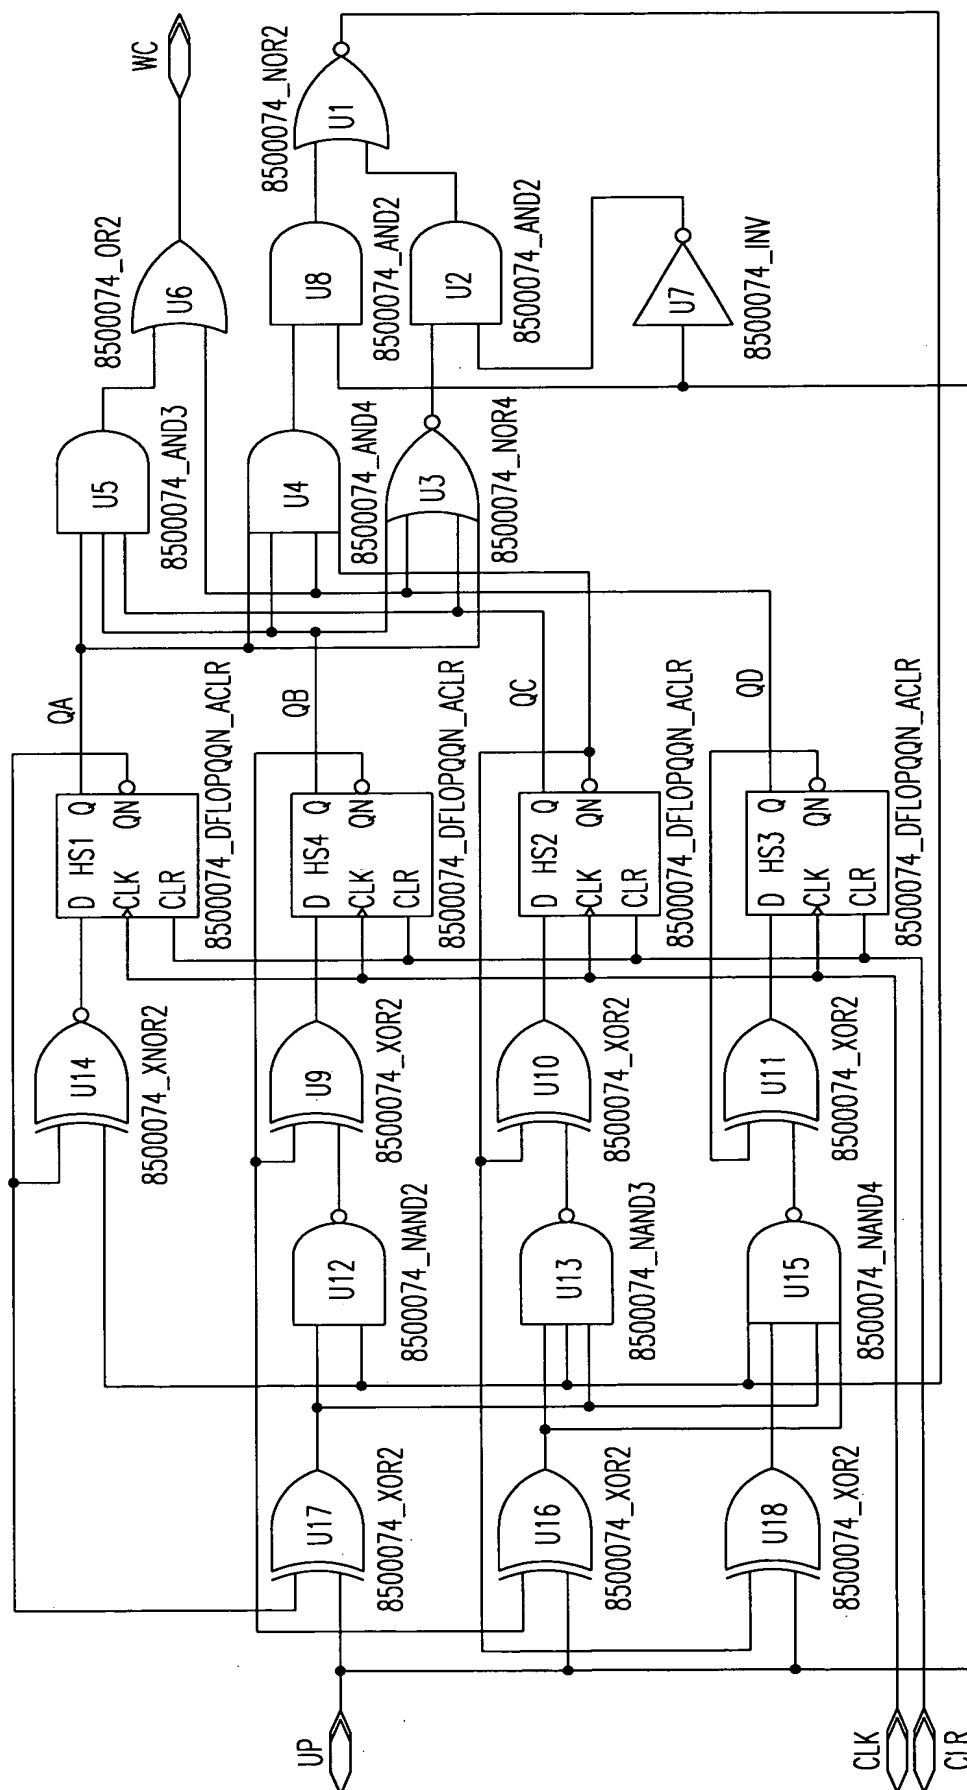 UP
CLK
CLR
U17
8500074_XOR2
U16
8500074_XOR2
U18
8500074_XOR2
U12
8500074_NAND2
U13
8500074_NAND3
U15
8500074_NAND4
U14
8500074_XNOR2
U9
8500074_XOR2
U10
8500074_XOR2
U11
8500074_XOR2
D HS1 Q
CLK QN
CLR
8500074_DFLOPQQN_ACLR
D HS4 Q
CLK QN
CLR
8500074_DFLOPQQN_ACLR
D HS2 Q
CLK QN
CLR
8500074_DFLOPQQN_ACLR
D HS3 Q
CLK QN
CLR
8500074_DFLOPQQN_ACLR
QA
QB
QC
QD
U5
8500074_AND3
U4
8500074_AND4
U3
8500074_NOR4
U6
8500074_OR2
U8
8500074_AND2
U2
8500074_AND2
U7
8500074_INV
U1
8500074_NOR2
WC